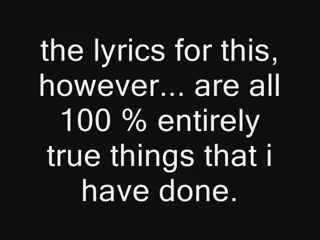 the lyrics for this,
however... are all
100 % entirely
true things that i
have done.